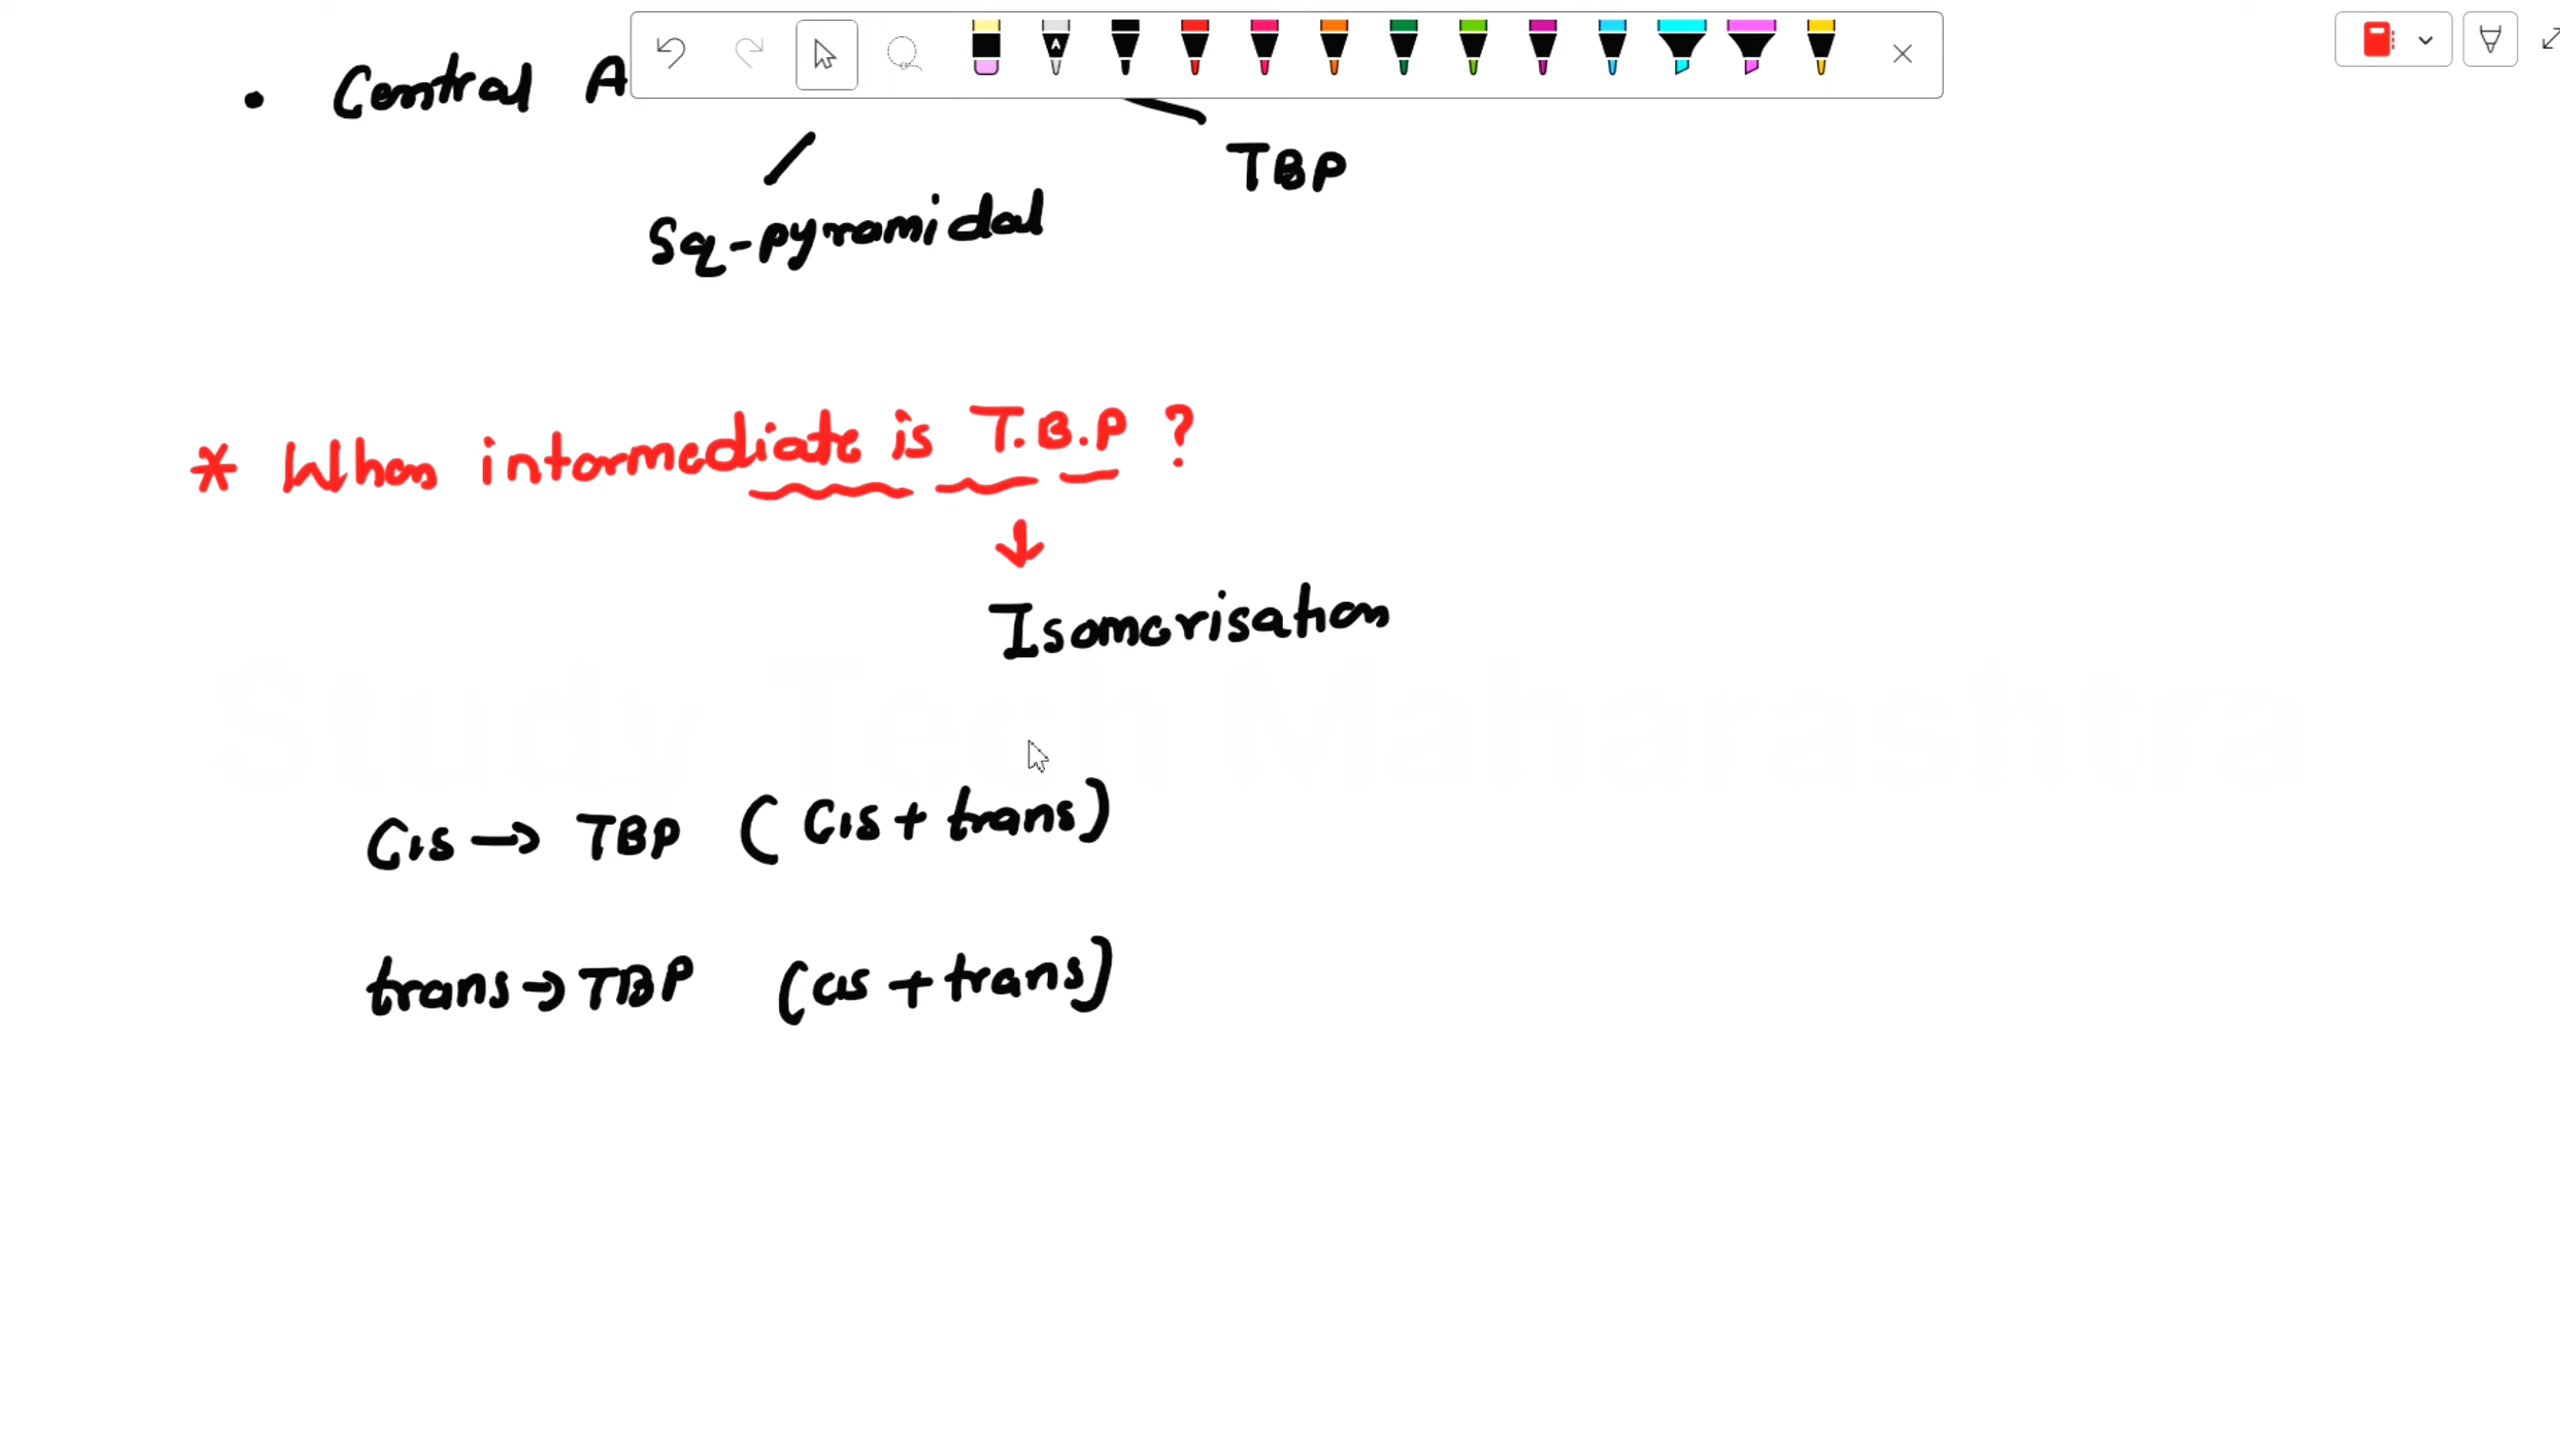 • Central A
TBP
Sq-pyramidal
* When intermediate is T.B.P ?
↓
Isomerisation
Study Tech Maharashtra
Cis → TBP (Cis + trans)
trans → TBP (cis + trans)